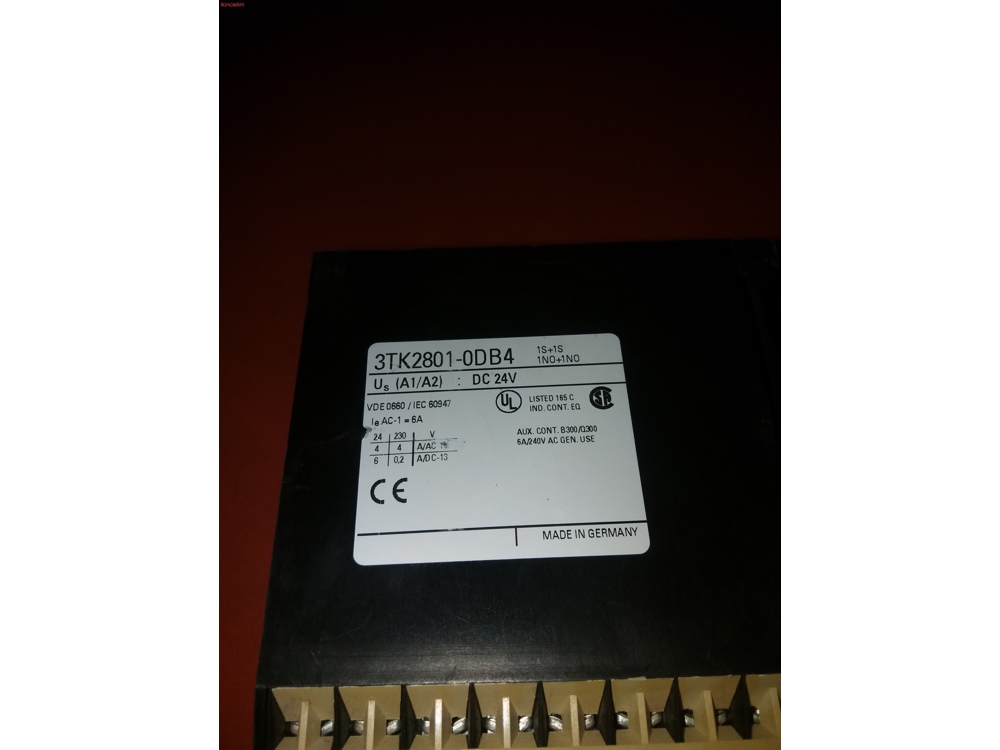 ikincielim
3TK2801-0DB4 1S+1S
1NO+1NO
Us (A1/A2) : DC 24V
VDE 0660 / IEC 60947
Ie AC-1 = 6A
24 230 V
4 4 A/AC
6 0,2 A/DC-13
UL LISTED 165 C
IND. CONT. EQ
AUX. CONT. B300/Q300
6A/240V AC GEN. USE
CE
MADE IN GERMANY